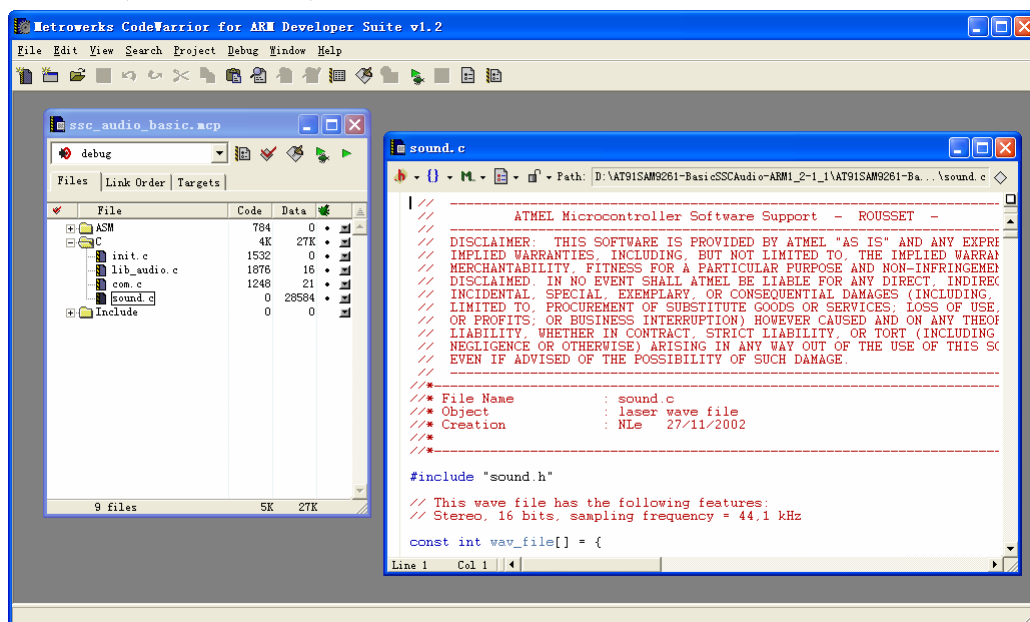 Metrowerks CodeWarrior for ARM Developer Suite v1.2
File Edit View Search Project Debug Window Help
ssc_audio_basic.mcp
debug
Files Link Order Targets
File Code Data
ASM 784 0
C 4K 27K
init.c 1532 0
lib_audio.c 1876 16
com.c 1248 21
sound.c 0 28584
Include 0 0
9 files 5K 27K
sound.c
Path: D:\AT91SAM9261-BasicSSCAudio-ARM1_2-1_1\AT91SAM9261-Ba...\sound.c
// ----------------------------------------------------------------
// ATMEL Microcontroller Software Support - ROUSSET -
// ----------------------------------------------------------------
// DISCLAIMER: THIS SOFTWARE IS PROVIDED BY ATMEL "AS IS" AND ANY EXPRE
// IMPLIED WARRANTIES, INCLUDING, BUT NOT LIMITED TO, THE IMPLIED WARRAN
// MERCHANTABILITY, FITNESS FOR A PARTICULAR PURPOSE AND NON-INFRINGEMEN
// DISCLAIMED. IN NO EVENT SHALL ATMEL BE LIABLE FOR ANY DIRECT, INDIREC
// INCIDENTAL, SPECIAL, EXEMPLARY, OR CONSEQUENTIAL DAMAGES (INCLUDING,
// LIMITED TO, PROCUREMENT OF SUBSTITUTE GOODS OR SERVICES; LOSS OF USE,
// OR PROFITS; OR BUSINESS INTERRUPTION) HOWEVER CAUSED AND ON ANY THEOR
// LIABILITY, WHETHER IN CONTRACT, STRICT LIABILITY, OR TORT (INCLUDING
// NEGLIGENCE OR OTHERWISE) ARISING IN ANY WAY OUT OF THE USE OF THIS SO
// EVEN IF ADVISED OF THE POSSIBILITY OF SUCH DAMAGE.
// ----------------------------------------------------------------
//*----------------------------------------------------------------
//* File Name : sound.c
//* Object : laser wave file
//* Creation : NLe 27/11/2002
//*
//*----------------------------------------------------------------
#include "sound.h"
// This wave file has the following features:
// Stereo, 16 bits, sampling frequency = 44,1 kHz
const int wav_file[] = {
Line 1 Col 1